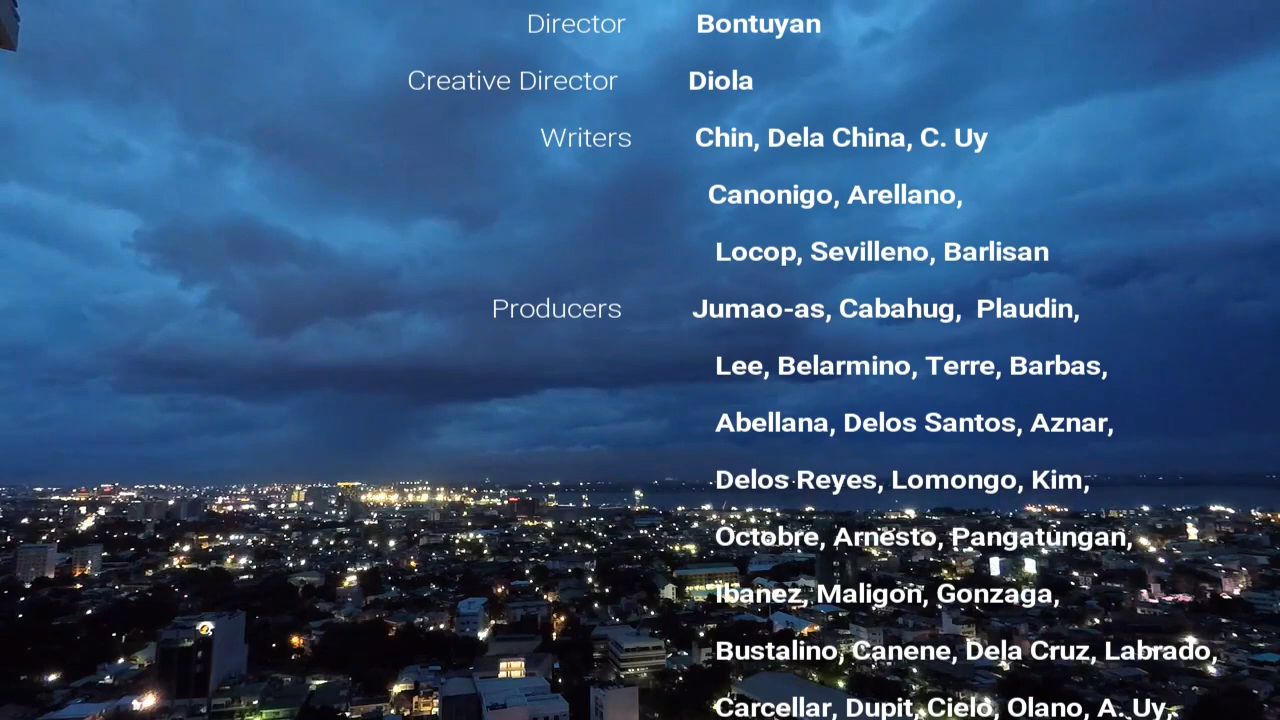 Director Bontuyan
Creative Director Diola
Writers Chin, Dela China, C. Uy
Canonigo, Arellano,
Locop, Sevilleno, Barlisan
Producers Jumao-as, Cabahug, Plaudin,
Lee, Belarmino, Terre, Barbas,
Abellana, Delos Santos, Aznar,
Delos Reyes, Lomongo, Kim,
Octobre, Arnesto, Pangatungan,
Ibanez, Maligon, Gonzaga,
Bustalino, Canene, Dela Cruz, Labrado,
Carcellar, Dupit, Cielo, Olano, A. Uy,